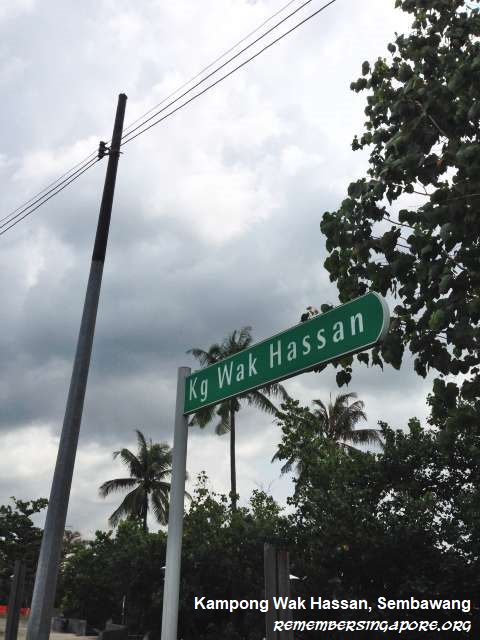 Kg Wak Hassan
Kampong Wak Hassan, Sembawang
REMEMBERSINGAPORE.ORG